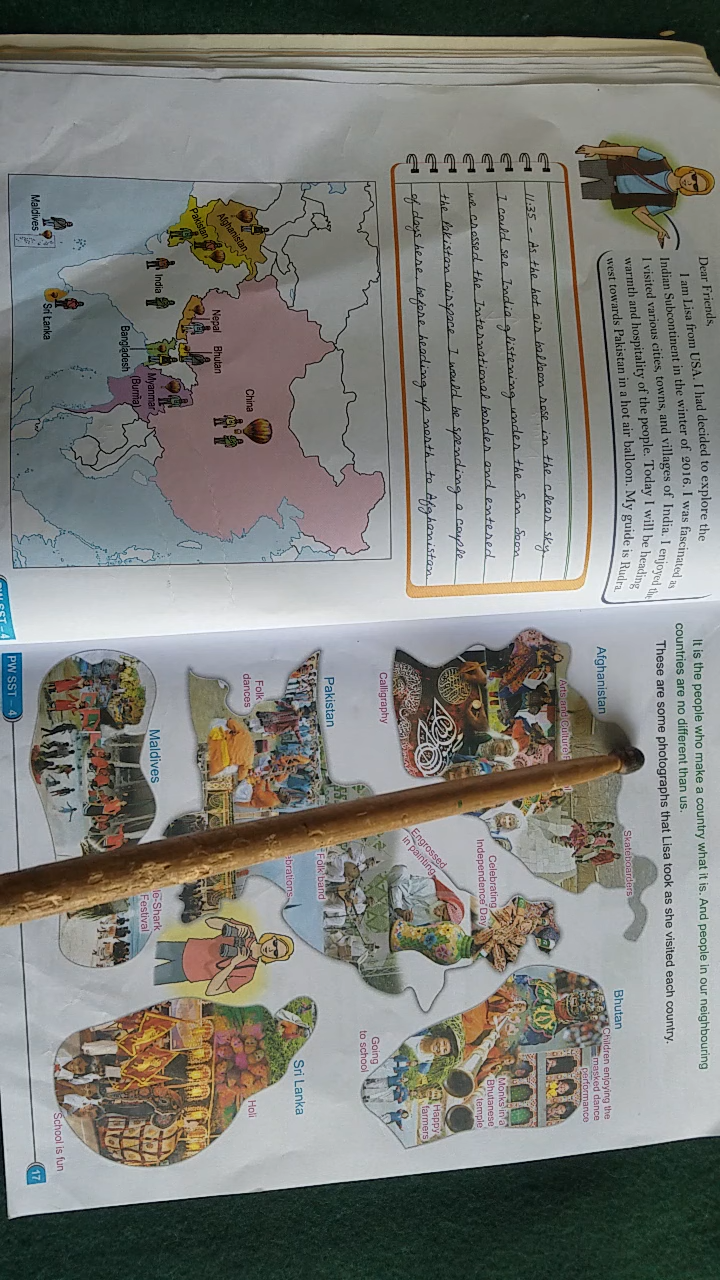 Dear Friends,
I am Lisa from USA. I had decided to explore the
Indian Subcontinent in the winter of 2016. I was fascinated as
I visited various cities, towns, and villages of India. I enjoyed the
warmth and hospitality of the people. Today I will be heading
west towards Pakistan in a hot air balloon. My guide is Rudra
11:35 - As the hot air balloon rose in the clear sky
I could see India glistening under the Sun Soon
we crossed the International border and entered
the Pakistan airspace I would be spending a couple
of days here before heading up north to Afghanistan
Afghanistan
Pakistan
China
Nepal
Bhutan
India
Myanmar
(Burma)
Bangladesh
Sri Lanka
Maldives
SST - 4
It is the people who make a country what it is. And people in our neighbouring
countries are no different than us.
These are some photographs that Lisa took as she visited each country.
Afghanistan
Skateboarders
Arts and Culture
Calligraphy
Celebrating
Independence Day
Engrossed
in painting
Bhutan
Children enjoying the
masked dance
performance
Monks in a
Bhutanese
temple
Happy
farmers
Going
to school
Pakistan
Folk
dances
Folk band
Maldives
Festival
Sri Lanka
Holi
School is fun
PW SST – 4
17